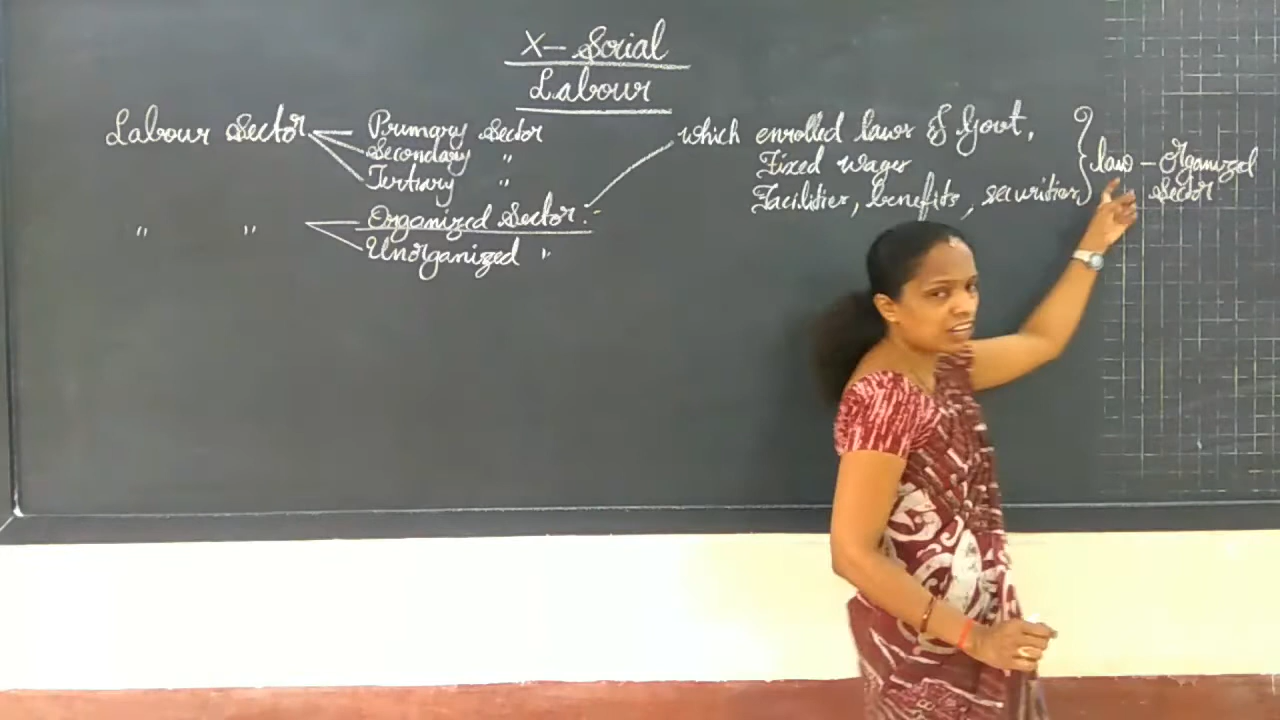 X- Social
Labour
Labour Sector
Primary Sector
Secondary "
Tertiary "
" "
Organized Sector :-
Unorganized "
which enrolled laws of Govt.
Fixed wages
Facilities, benefits, securities
law - Organized
Sector.